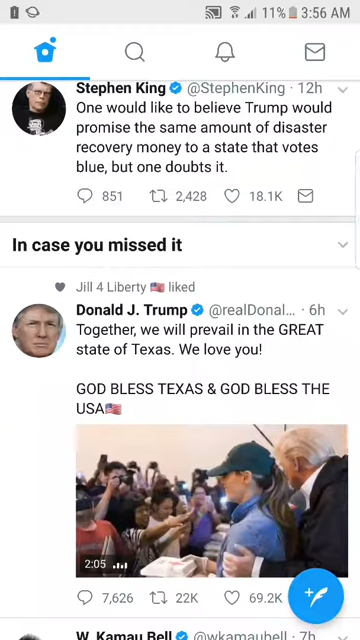 11% 3:56 AM
Stephen King @StephenKing · 12h
One would like to believe Trump would
promise the same amount of disaster
recovery money to a state that votes
blue, but one doubts it.
851 2,428 18.1K
In case you missed it
Jill 4 Liberty 🇺🇸 liked
Donald J. Trump @realDonal... · 6h
Together, we will prevail in the GREAT
state of Texas. We love you!
GOD BLESS TEXAS & GOD BLESS THE
USA🇺🇸
2:05
7,626 22K 69.2K
W. Kamau Bell @wkamaubell · 7h